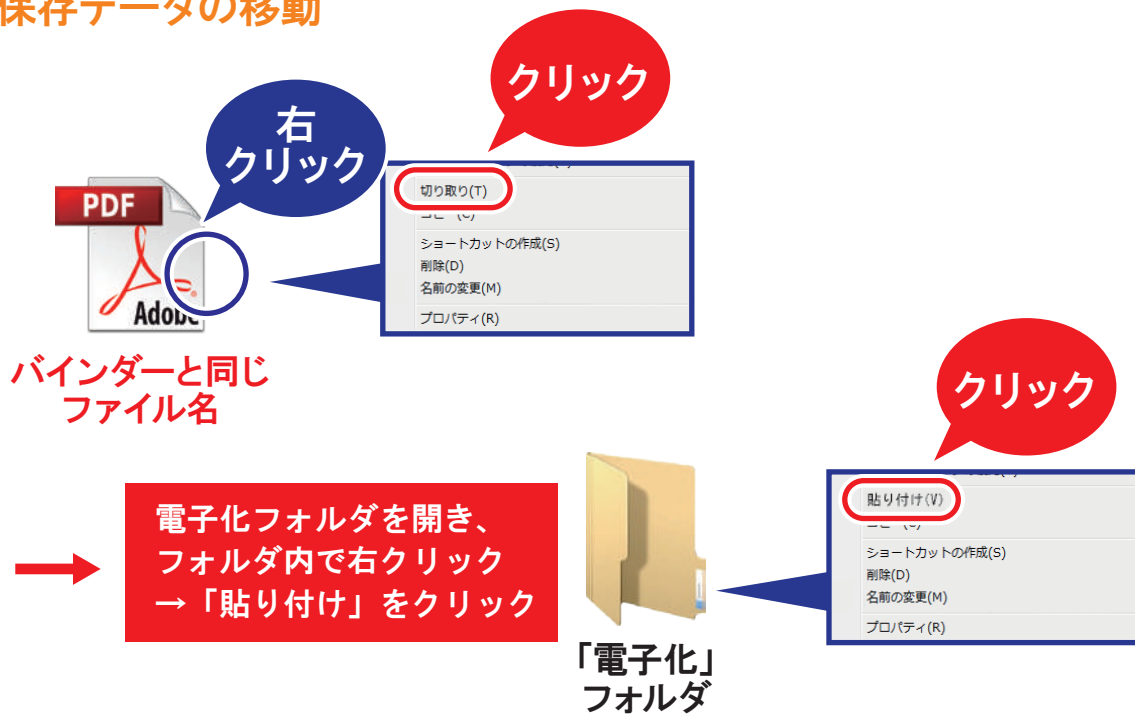 保存データの移動
クリック
右
クリック
PDF
Adobe
切り取り(T)
コピー(C)
ショートカットの作成(S)
削除(D)
名前の変更(M)
プロパティ(R)
バインダーと同じ
ファイル名
クリック
電子化フォルダを開き、
フォルダ内で右クリック
→「貼り付け」をクリック
「電子化」
フォルダ
貼り付け(V)
コピー(C)
ショートカットの作成(S)
削除(D)
名前の変更(M)
プロパティ(R)